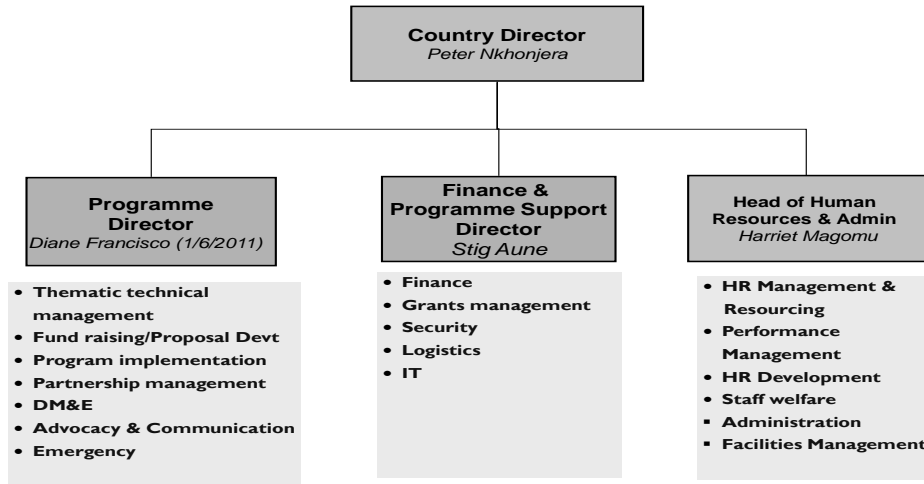 Country Director
Peter Nkhonjera
Programme
Director
Diane Francisco (1/6/2011)
• Thematic technical
management
• Fund raising/Proposal Devt
• Program implementation
• Partnership management
• DM&E
• Advocacy & Communication
• Emergency
Finance &
Programme Support
Director
Stig Aune
• Finance
• Grants management
• Security
• Logistics
• IT
Head of Human
Resources & Admin
Harriet Magomu
• HR Management &
Resourcing
• Performance
Management
• HR Development
• Staff welfare
▪ Administration
▪ Facilities Management